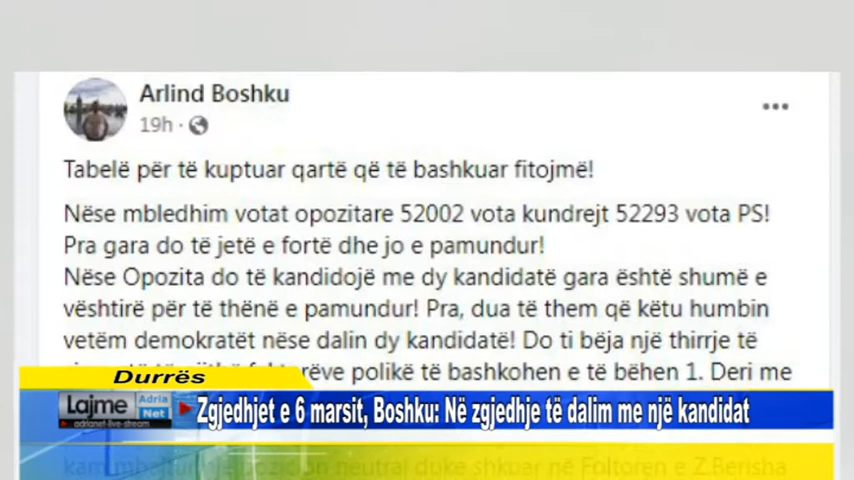 Arlind Boshku
19h
Tabelë për të kuptuar qartë që të bashkuar fitojmë!
Nëse mbledhim votat opozitare 52002 vota kundrejt 52293 vota PS!
Pra gara do të jetë e fortë dhe jo e pamundur!
Nëse Opozita do të kandidojë me dy kandidatë gara është shumë e
vështirë për të thënë e pamundur! Pra, dua të them që këtu humbin
vetëm demokratët nëse dalin dy kandidatë! Do ti bëja një thirrje të
polikë të bashkohen e të bëhen 1. Deri me
Durrës
Lajme Adria Net
adrianet-live-stream
Zgjedhjet e 6 marsit, Boshku: Në zgjedhje të dalim me një kandidat
pozicion neutral duke shkuar në Foltoren e Z.Berisha